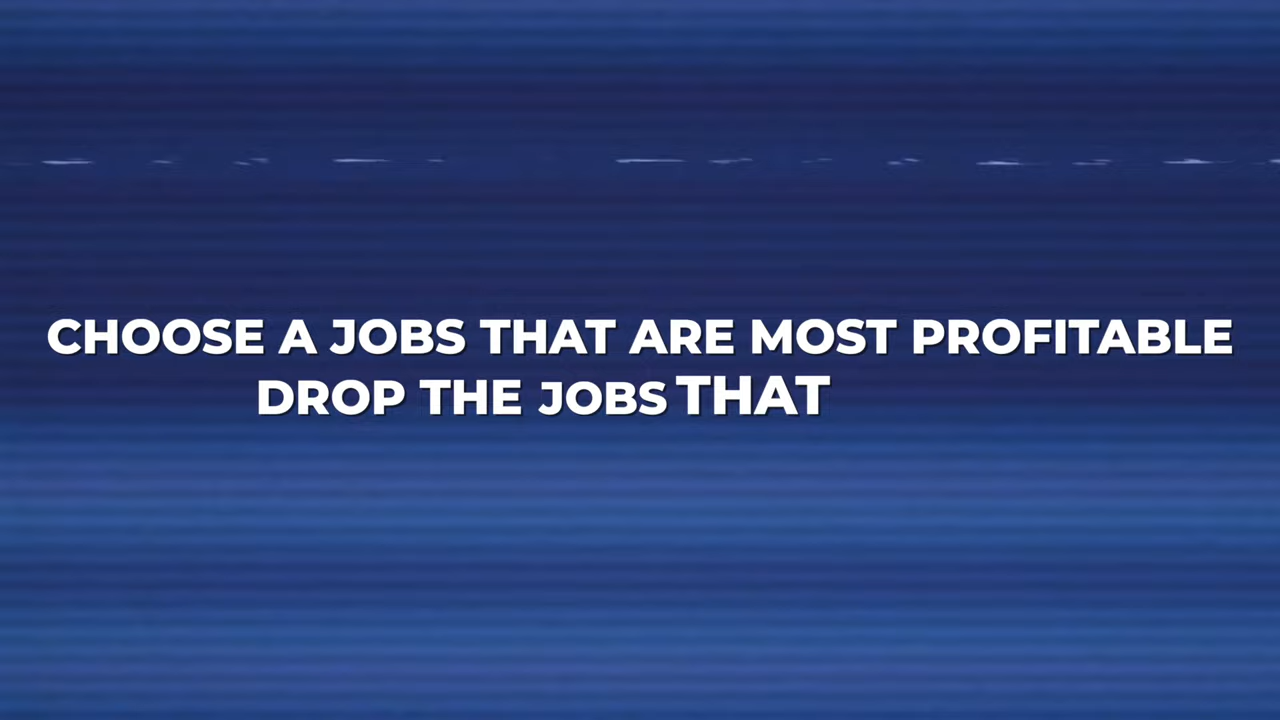 CHOOSE A JOBS THAT ARE MOST PROFITABLE
DROP THE JOBS THAT